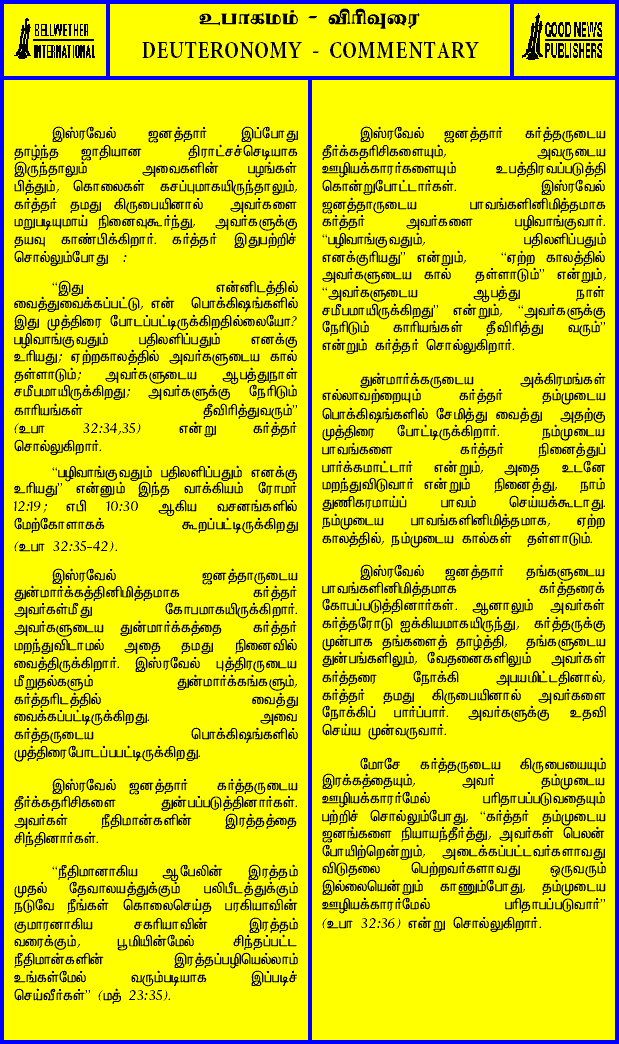 BELLWETHER
INTERNATIONAL
உபாகமம் - விரிவுரை
DEUTERONOMY - COMMENTARY
GOOD NEWS
PUBLISHERS
இஸ்ரவேல் ஜனத்தார் இப்போது
தாழ்ந்த ஜாதியான திராட்சச்செடியாக
இருந்தாலும் அவைகளின் பழங்கள்
பித்தும், கொலைகள் கசப்புமாகயிருந்தாலும்,
கர்த்தர் தமது கிருபையினால் அவர்களை
மறுபடியுமாய் நினைவுகூர்ந்து, அவர்களுக்கு
தயவு காண்பிக்கிறார். கர்த்தர் இதுபற்றிச்
சொல்லும்போது :
“இது என்னிடத்தில்
வைத்துவைக்கப்பட்டு, என் பொக்கிஷங்களில்
இது முத்திரை போடப்பட்டிருக்கிறதில்லையோ?
பழிவாங்குவதும் பதிலளிப்பதும் எனக்கு
உரியது; ஏற்றகாலத்தில் அவர்களுடைய கால்
தள்ளாடும்; அவர்களுடைய ஆபத்துநாள்
சமீபமாயிருக்கிறது; அவர்களுக்கு நேரிடும்
காரியங்கள் தீவிரித்துவரும்”
(உபா 32:34,35) என்று கர்த்தர்
சொல்லுகிறார்.
“பழிவாங்குவதும் பதிலளிப்பதும் எனக்கு
உரியது” என்னும் இந்த வாக்கியம் ரோமர்
12:19; எபி 10:30 ஆகிய வசனங்களில்
மேற்கோளாகக் கூறப்பட்டிருக்கிறது
(உபா 32:35-42).
இஸ்ரவேல் ஜனத்தாருடைய
துன்மார்க்கத்தினிமித்தமாக கர்த்தர்
அவர்கள்மீது கோபமாகயிருக்கிறார்.
அவர்களுடைய துன்மார்க்கத்தை கர்த்தர்
மறந்துவிடாமல் அதை தமது நினைவில்
வைத்திருக்கிறார். இஸ்ரவேல் புத்திரருடைய
மீறுதல்களும் துன்மார்க்கங்களும்,
கர்த்தரிடத்தில் வைத்து
வைக்கப்பட்டிருக்கிறது. அவை
கர்த்தருடைய பொக்கிஷங்களில்
முத்திரைபோடப்பபட்டிருக்கிறது.
இஸ்ரவேல் ஜனத்தார் கர்த்தருடைய
தீர்க்கதரிசிகளை துன்பப்படுத்தினார்கள்.
அவர்கள் நீதிமான்களின் இரத்தத்தை
சிந்தினார்கள்.
“நீதிமானாகிய ஆபேலின் இரத்தம்
முதல் தேவாலயத்துக்கும் பலிபீடத்துக்கும்
நடுவே நீங்கள் கொலைசெய்த பரகியாவின்
குமாரனாகிய சகரியாவின் இரத்தம்
வரைக்கும், பூமியின்மேல் சிந்தப்பட்ட
நீதிமான்களின் இரத்தப்பழியெல்லாம்
உங்கள்மேல் வரும்படியாக இப்படிச்
செய்வீர்கள்” (மத் 23:35).
இஸ்ரவேல் ஜனத்தார் கர்த்தருடைய
தீர்க்கதரிசிகளையும், அவருடைய
ஊழியக்காரர்களையும் உபத்திரவப்படுத்தி
கொன்றுபோட்டார்கள். இஸ்ரவேல்
ஜனத்தாருடைய பாவங்களினிமித்தமாக
கர்த்தர் அவர்களை பழிவாங்குவார்.
“பழிவாங்குவதும், பதிலளிப்பதும்
எனக்குரியது” என்றும், “ஏற்ற காலத்தில்
அவர்களுடைய கால் தள்ளாடும்” என்றும்,
“அவர்களுடைய ஆபத்து நாள்
சமீபமாயிருக்கிறது” என்றும், “அவர்களுக்கு
நேரிடும் காரியங்கள் தீவிரித்து வரும்”
என்றும் கர்த்தர் சொல்லுகிறார்.
துன்மார்க்கருடைய அக்கிரமங்கள்
எல்லாவற்றையும் கர்த்தர் தம்முடைய
பொக்கிஷங்களில் சேமித்து வைத்து அதற்கு
முத்திரை போட்டிருக்கிறார். நம்முடைய
பாவங்களை கர்த்தர் நினைத்துப்
பார்க்கமாட்டார் என்றும், அதை உடனே
மறந்துவிடுவார் என்றும் நினைத்து, நாம்
துணிகரமாய்ப் பாவம் செய்யக்கூடாது.
நம்முடைய பாவங்களினிமித்தமாக, ஏற்ற
காலத்தில், நம்முடைய கால்கள் தள்ளாடும்.
இஸ்ரவேல் ஜனத்தார் தங்களுடைய
பாவங்களினிமித்தமாக கர்த்தரைக்
கோபப்படுத்தினார்கள். ஆனாலும் அவர்கள்
கர்த்தரோடு ஐக்கியமாகயிருந்து, கர்த்தருக்கு
முன்பாக தங்களைத் தாழ்த்தி, தங்களுடைய
துன்பங்களிலும், வேதனைகளிலும் அவர்கள்
கர்த்தரை நோக்கி அபயமிட்டதினால்,
கர்த்தர் தமது கிருபையினால் அவர்களை
நோக்கிப் பார்ப்பார். அவர்களுக்கு உதவி
செய்ய முன்வருவார்.
மோசே கர்த்தருடைய கிருபையையும்
இரக்கத்தையும், அவர் தம்முடைய
ஊழியக்காரர்மேல் பரிதாபப்படுவதையும்
பற்றிச் சொல்லும்போது, “கர்த்தர் தம்முடைய
ஜனங்களை நியாயந்தீர்த்து, அவர்கள் பெலன்
போயிற்றென்றும், அடைக்கப்பட்டவர்களாவது
விடுதலை பெற்றவர்களாவது ஒருவரும்
இல்லையென்றும் காணும்போது, தம்முடைய
ஊழியக்காரர்மேல் பரிதாபப்படுவார்”
(உபா 32:36) என்று சொல்லுகிறார்.